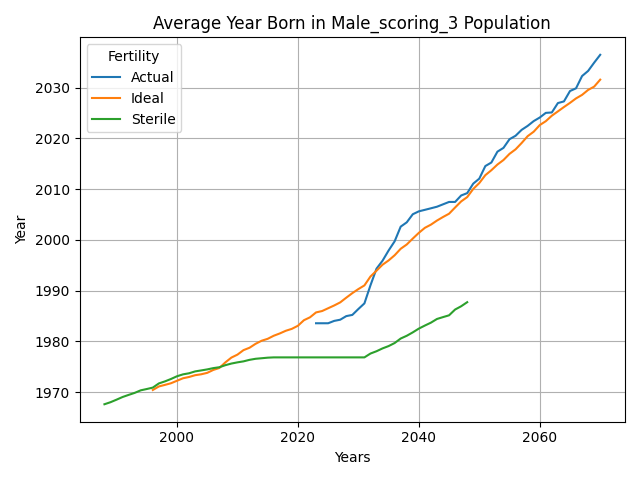 Average Year Born in Male_scoring_3 Population
Fertility
Actual
Ideal
Sterile
2030
2020
2010
2000
1990
1980
1970
Year
2000
2020
2040
2060
Years